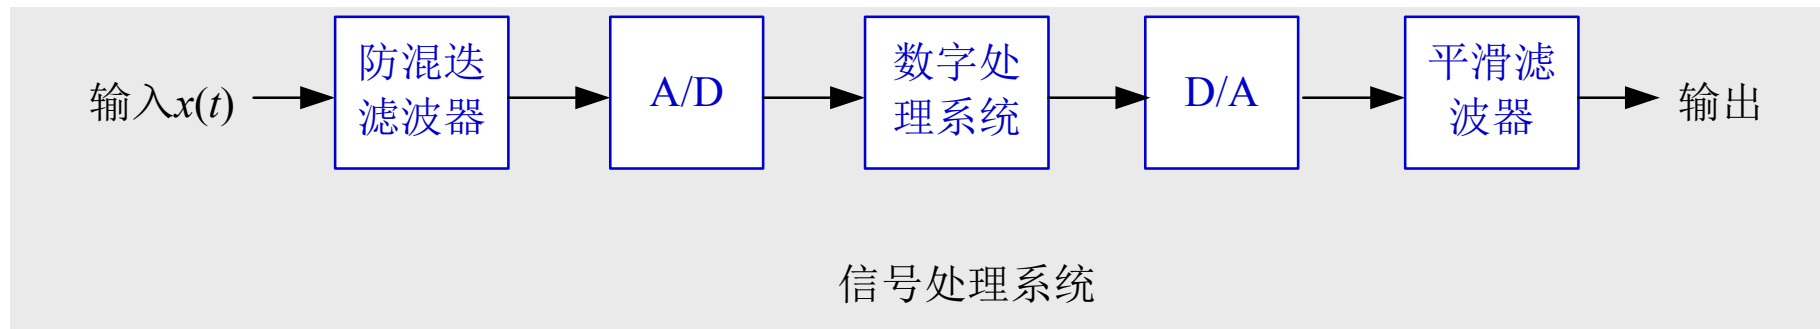 输入x(t)
防混迭
滤波器
A/D
数字处
理系统
D/A
平滑滤
波器
输出
信号处理系统